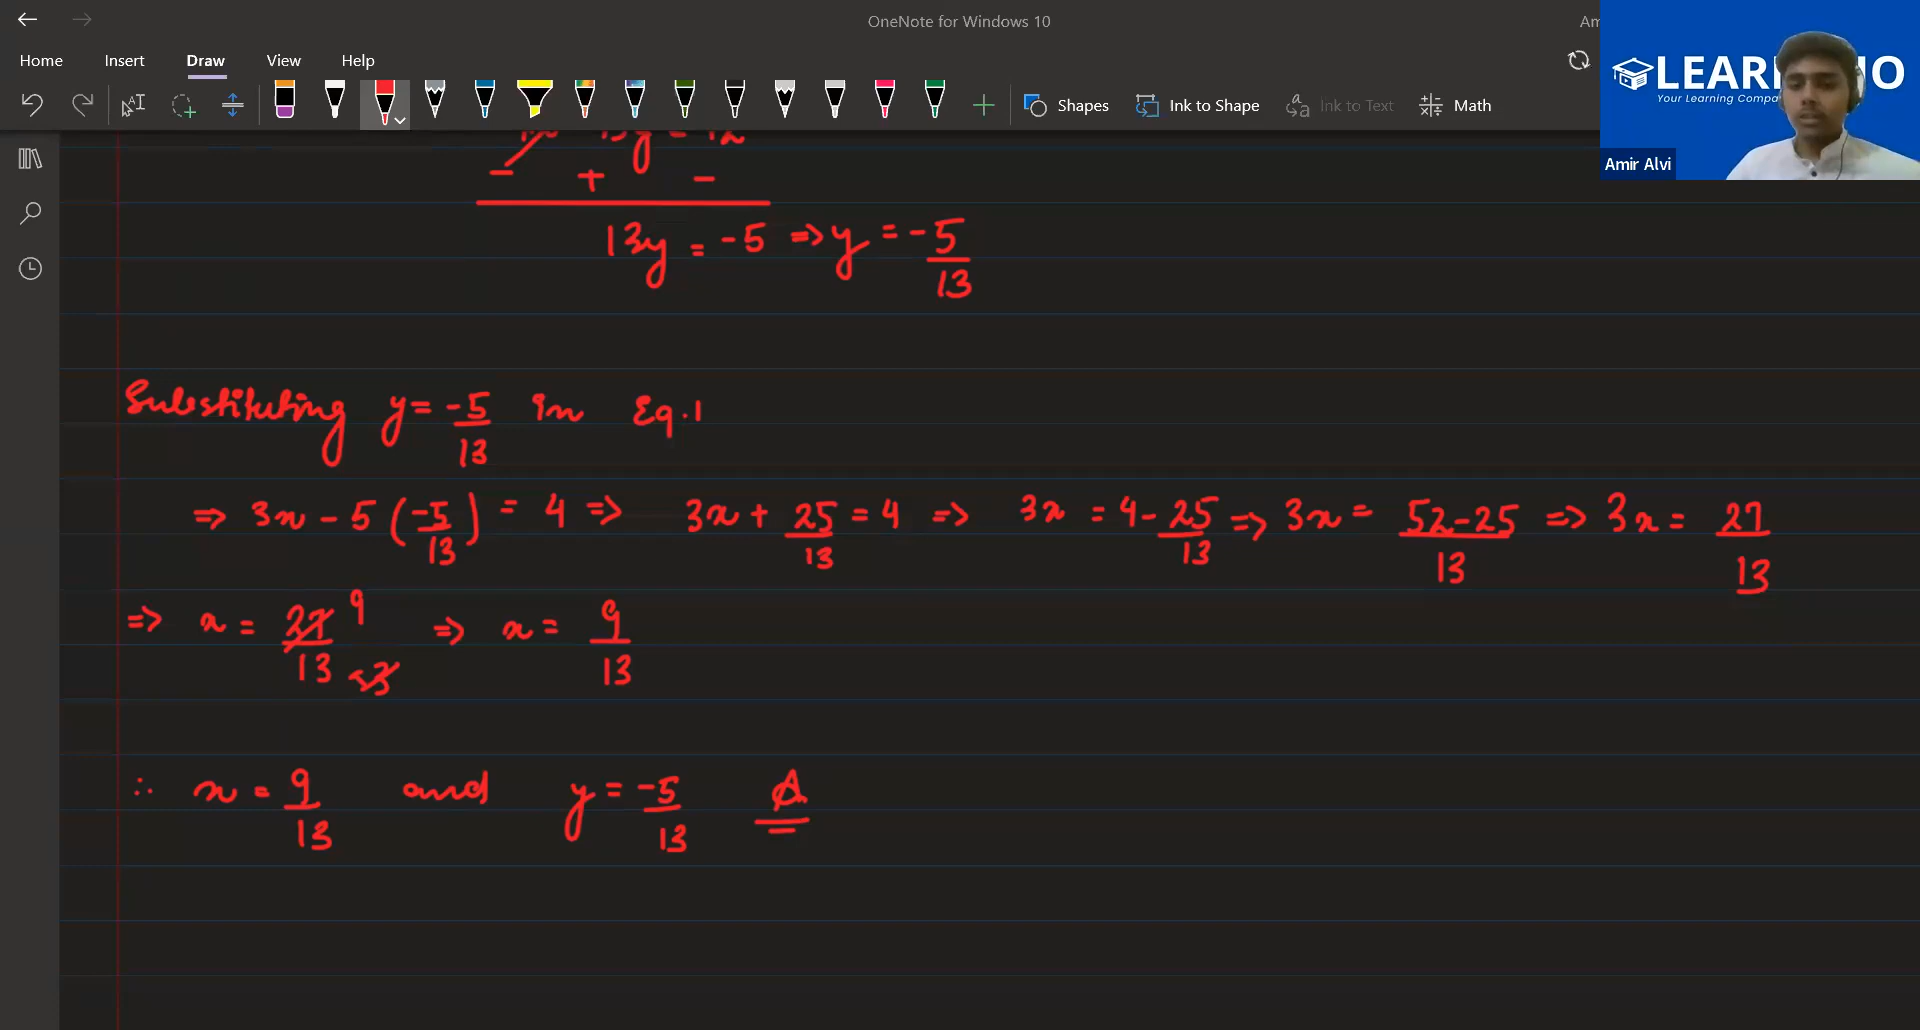 OneNote for Windows 10
Am
Home Insert Draw View Help
Shapes Ink to Shape Ink to Text Math
Your Learning Compa
Amir Alvi
- + -
13y = -5 ⇒ y = -5/13
Substituting y = -5/13 in Eq.1
⇒ 3x - 5(-5/13) = 4 ⇒ 3x + 25/13 = 4 ⇒ 3x = 4 - 25/13 ⇒ 3x = 52-25/13 ⇒ 3x = 27/13
⇒ x = 27/13×3 9 ⇒ x = 9/13
∴ x = 9/13 and y = -5/13 A